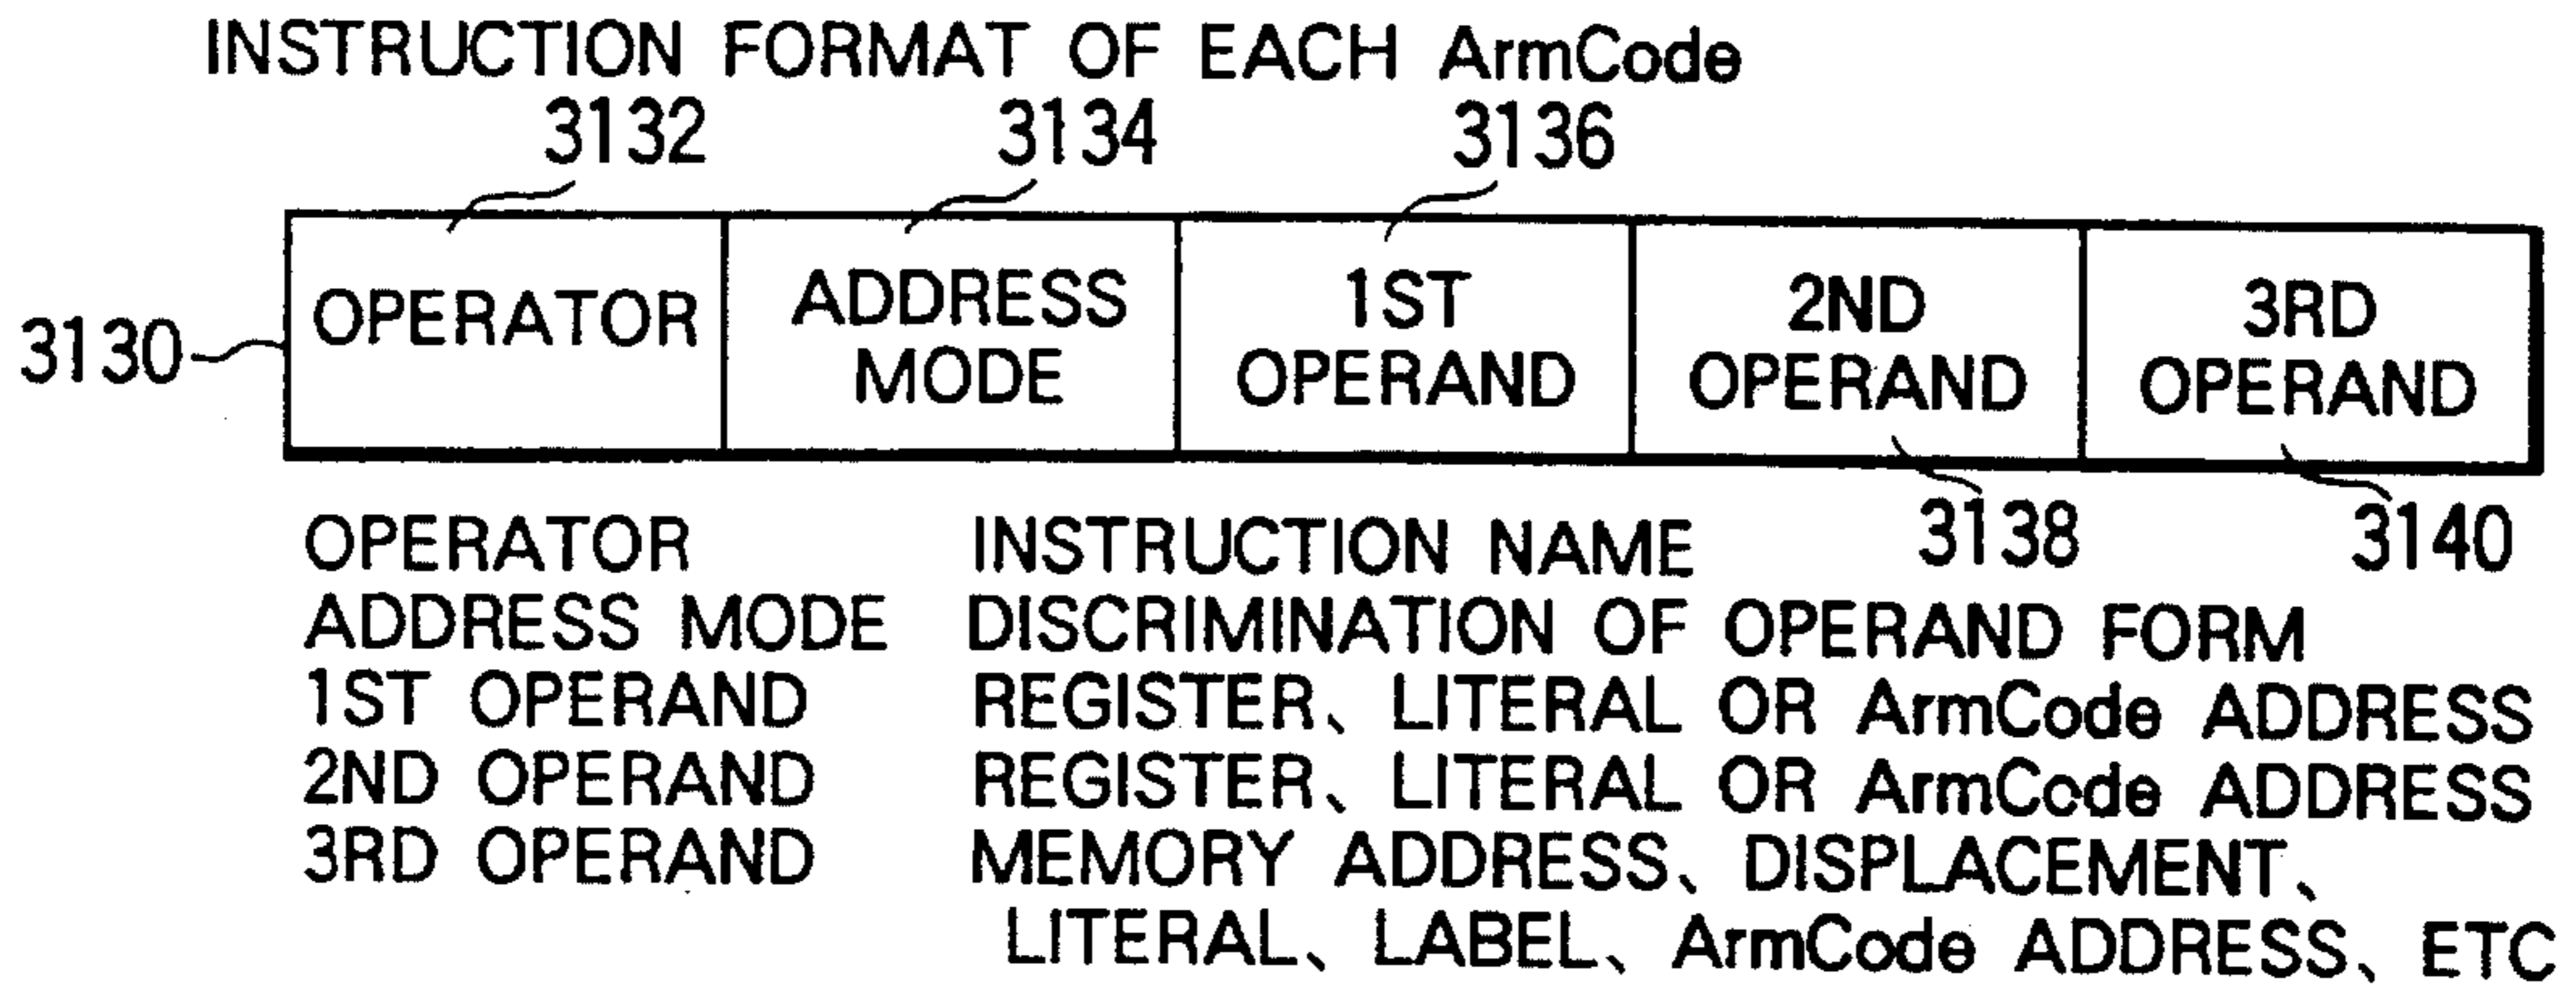 INSTRUCTION FORMAT OF EACH ArmCode
3132 3134 3136
3130
OPERATOR
ADDRESS
MODE
1ST
OPERAND
2ND
OPERAND
3RD
OPERAND
3138 3140
OPERATOR INSTRUCTION NAME
ADDRESS MODE DISCRIMINATION OF OPERAND FORM
1ST OPERAND REGISTER、LITERAL OR ArmCode ADDRESS
2ND OPERAND REGISTER、LITERAL OR ArmCode ADDRESS
3RD OPERAND MEMORY ADDRESS、DISPLACEMENT、
LITERAL、LABEL、ArmCode ADDRESS、ETC